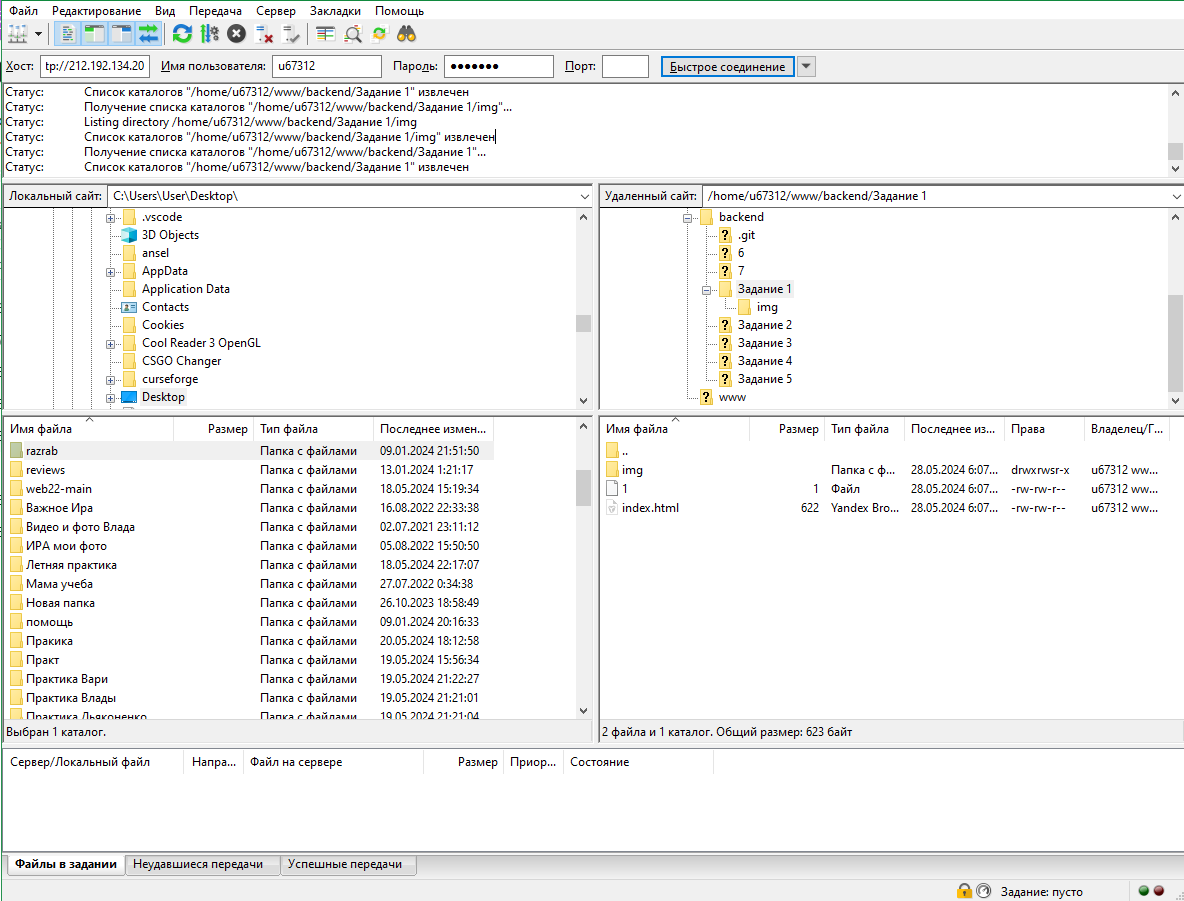 Файл Редактирование Вид Передача Сервер Закладки Помощь
Хост: tp://212.192.134.20 Имя пользователя: u67312 Пароль: ●●●●●●● Порт: Быстрое соединение
Статус: Список каталогов "/home/u67312/www/backend/Задание 1" извлечен
Статус: Получение списка каталогов "/home/u67312/www/backend/Задание 1/img"...
Статус: Listing directory /home/u67312/www/backend/Задание 1/img
Статус: Список каталогов "/home/u67312/www/backend/Задание 1/img" извлечен
Статус: Получение списка каталогов "/home/u67312/www/backend/Задание 1"...
Статус: Список каталогов "/home/u67312/www/backend/Задание 1" извлечен
Локальный сайт: C:\Users\User\Desktop\
.vscode
3D Objects
ansel
AppData
Application Data
Contacts
Cookies
Cool Reader 3 OpenGL
CSGO Changer
curseforge
Desktop
Имя файла Размер Тип файла Последнее измен...
razrab Папка с файлами 09.01.2024 21:51:50
reviews Папка с файлами 13.01.2024 1:21:17
web22-main Папка с файлами 18.05.2024 15:19:34
Важное Ира Папка с файлами 16.08.2022 22:33:38
Видео и фото Влада Папка с файлами 02.07.2021 23:11:12
ИРА мои фото Папка с файлами 05.08.2022 15:50:50
Летняя практика Папка с файлами 18.05.2024 22:17:07
Мама учеба Папка с файлами 27.07.2022 0:34:38
Новая папка Папка с файлами 26.10.2023 18:58:49
помощь Папка с файлами 09.01.2024 20:16:33
Пракика Папка с файлами 20.05.2024 18:12:58
Практ Папка с файлами 19.05.2024 15:56:34
Практика Вари Папка с файлами 19.05.2024 21:22:27
Практика Влады Папка с файлами 19.05.2024 21:21:01
Практика Дьяконенко Папка с файлами 19.05.2024 21:21:04
Выбран 1 каталог.
Удаленный сайт: /home/u67312/www/backend/Задание 1
backend
.git
6
7
Задание 1
img
Задание 2
Задание 3
Задание 4
Задание 5
www
Имя файла Размер Тип файла Последнее из... Права Владелец/Г...
..
img Папка с ф... 28.05.2024 6:07... drwxrwsr-x u67312 ww...
1 1 Файл 28.05.2024 6:07... -rw-rw-r-- u67312 ww...
index.html 622 Yandex Bro... 28.05.2024 6:07... -rw-rw-r-- u67312 ww...
2 файла и 1 каталог. Общий размер: 623 байт
Сервер/Локальный файл Напра... Файл на сервере Размер Приор... Состояние
Файлы в задании Неудавшиеся передачи Успешные передачи
Задание: пусто